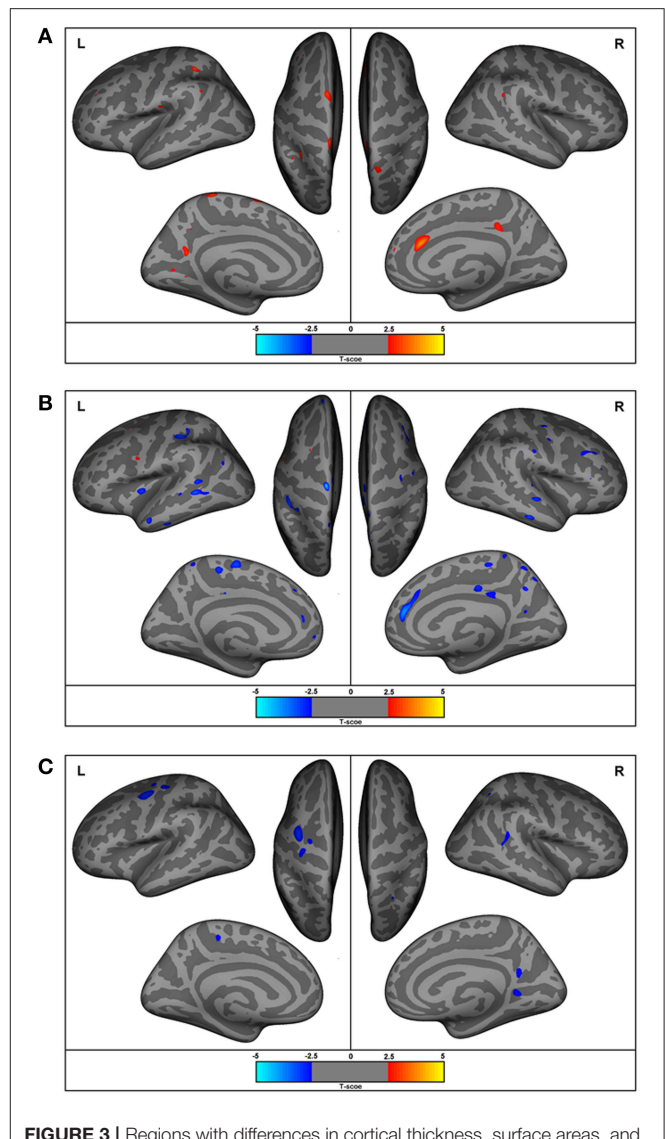 A
L
R
-5
-2.5
0
2.5
5
T-scoe
B
L
R
-5
-2.5
0
2.5
5
T-scoe
C
L
R
-5
-2.5
0
2.5
5
T-scoe
FIGURE 3 | Regions with differences in cortical thickness, surface areas, and